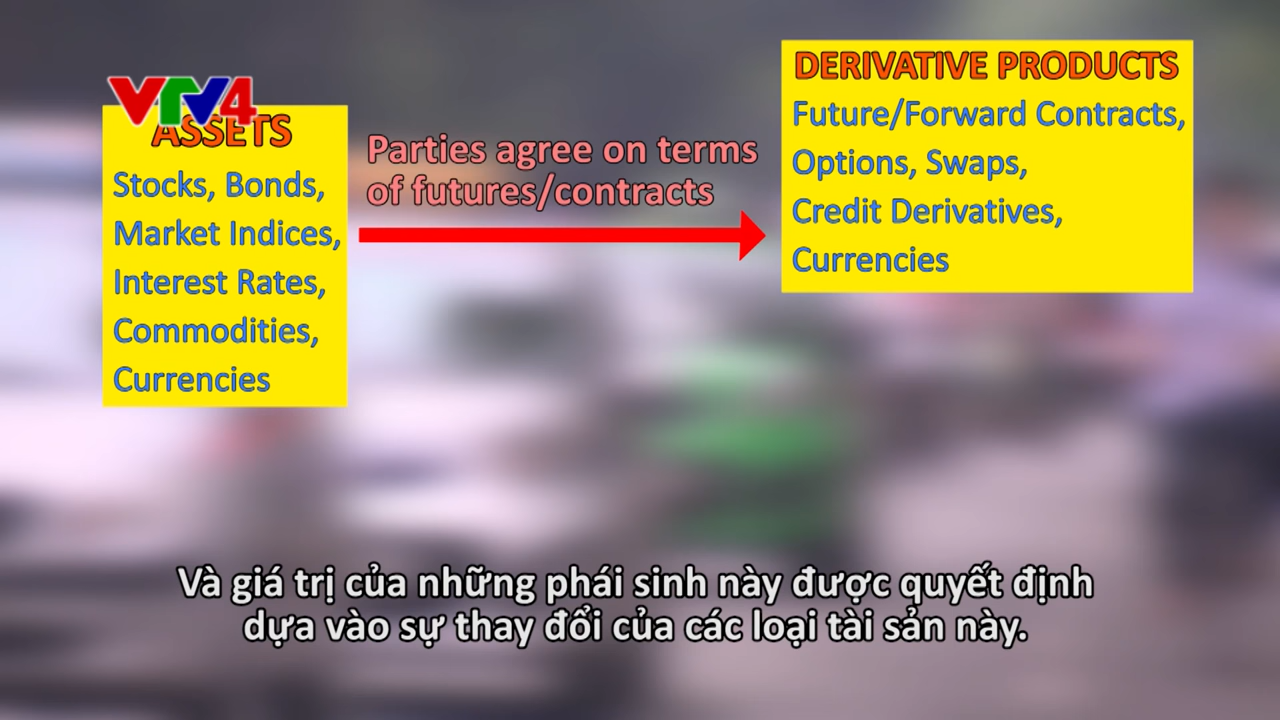 VTV4
ASSETS
Stocks, Bonds,
Market Indices,
Interest Rates,
Commodities,
Currencies
Parties agree on terms
of futures/contracts
DERIVATIVE PRODUCTS
Future/Forward Contracts,
Options, Swaps,
Credit Derivatives,
Currencies
Và giá trị của những phái sinh này được quyết định
dựa vào sự thay đổi của các loại tài sản này.